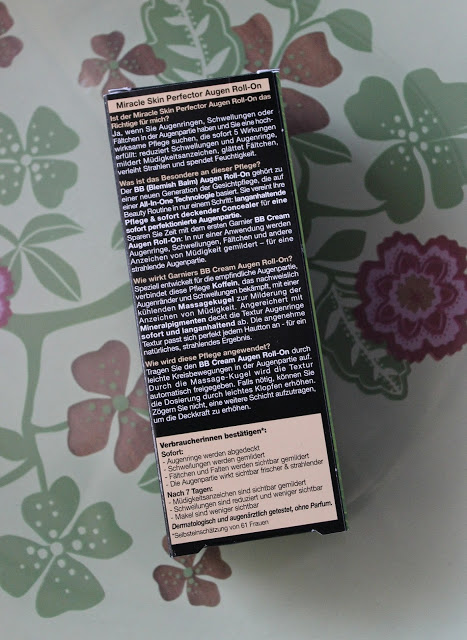 Miracle Skin Perfector Augen Roll-On
Ist der Miracle Skin Perfector Augen Roll-On das
Richtige für mich?
Ja, wenn Sie Augenringen, Schwellungen oder
Fältchen in der Augenpartie haben und Sie eine hoch-
wirksame Pflege suchen, die sofort 5 Wirkungen
erfüllt: reduziert Schwellungen und Augenringe,
mildert Müdigkeitsanzeichen, glättet Fältchen,
verleiht Strahlen und spendet Feuchtigkeit.
Was ist das Besondere an dieser Pflege?
Der BB (Blemish Balm) Augen Roll-On gehört zu
einer neuen Generation der Gesichtpflege, die auf
einer All-In-One Technologie basiert. Sie vereint Ihre
Beauty Routine in nur einem Schritt: langanhaltende
Pflege & sofort deckender Concealer für eine
sofort perfektionierte Augenpartie.
Sparen Sie Zeit mit dem ersten Garnier BB Cream
Augen Roll-On: In nur einer Anwendung werden
Augenringe, Schwellungen, Fältchen und andere
Anzeichen von Müdigkeit gemildert – für eine
strahlende Augenpartie.
Wie wirkt Garniers BB Cream Augen Roll-On?
Speziell entwickelt für die empfindliche Augenpartie,
verbindet diese Pflege Koffein, das nachweislich
Augenränder und Schwellungen bekämpft, mit einer
kühlenden Massagekugel zur Milderung der
Anzeichen von Müdigkeit. Angereichert mit
Mineralpigmenten deckt die Textur Augenringe
sofort und langanhaltend ab. Die angenehme
Textur passt sich perfekt jedem Hautton an - für ein
natürliches, strahlendes Ergebnis.
Wie wird diese Pflege angewendet?
Tragen Sie den BB Cream Augen Roll-On durch
leichte Kreisbewegungen in der Augenpartie auf.
Durch die Massage-Kugel wird die Textur
automatisch freigegeben. Falls nötig, können Sie
die Dosierung durch leichtes Klopfen erhöhen.
Zögern Sie nicht, eine weitere Schicht aufzutragen,
um die Deckkraft zu erhöhen.
Verbraucherinnen bestätigen*:
Sofort:
- Augenringe werden abgedeckt
- Schwellungen werden gemildert
- Fältchen und Falten werden sichtbar gemildert
- Die Augenpartie wirkt sichtbar frischer & strahlender
Nach 7 Tagen:
- Müdigkeitsanzeichen sind sichtbar gemildert
- Schwellungen sind reduziert und weniger sichtbar
- Makel sind weniger sichtbar
Dermatologisch und augenärztlich getestet, ohne Parfum.
*Selbsteinschätzung von 61 Frauen